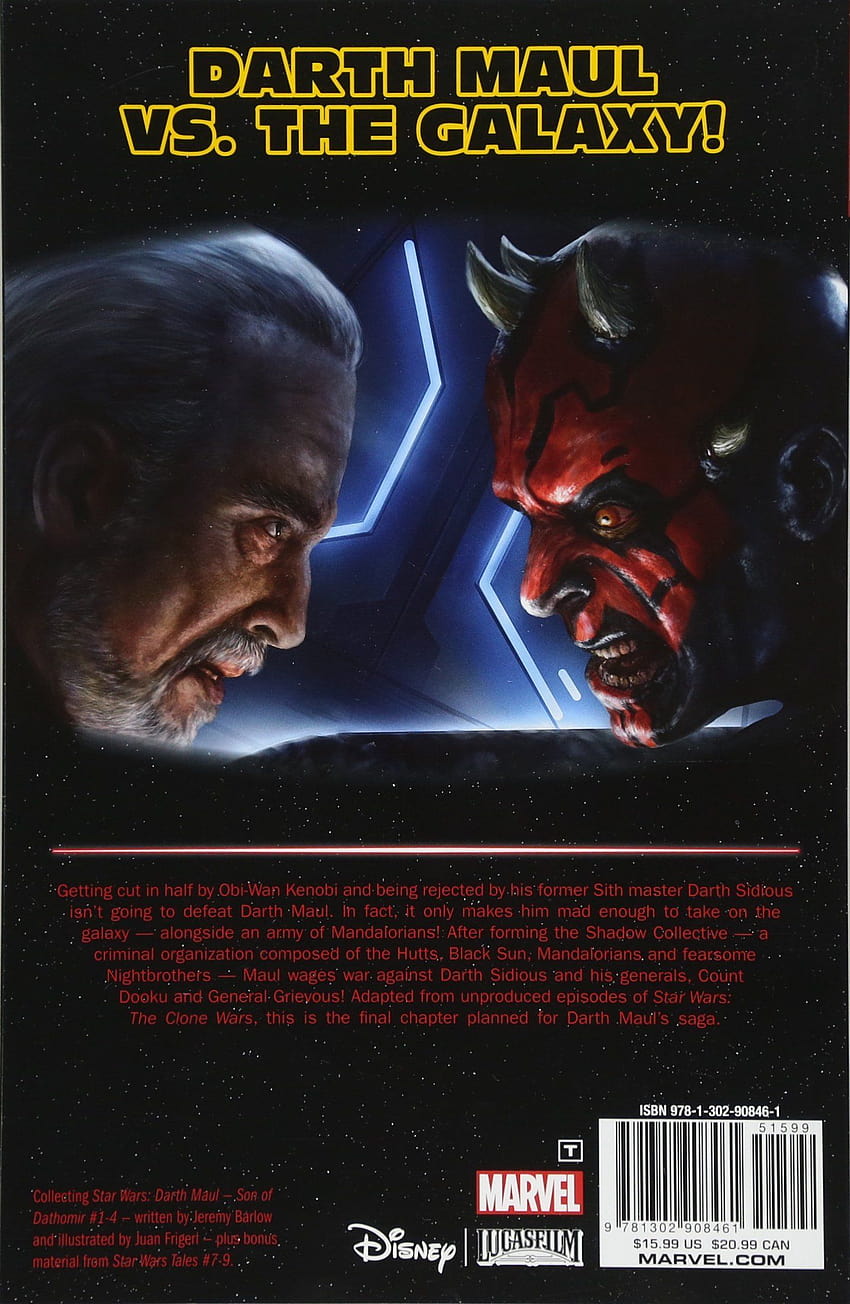 DARTH MAUL
VS. THE GALAXY!
Getting cut in half by Obi-Wan Kenobi and being rejected by his former Sith master Darth Sidious
isn't going to defeat Darth Maul. In fact, it only makes him mad enough to take on the
galaxy — alongside an army of Mandalorians! After forming the Shadow Collective — a
criminal organization composed of the Hutts, Black Sun, Mandalorians and fearsome
Nightbrothers — Maul wages war against Darth Sidious and his generals, Count
Dooku and General Grievous! Adapted from unproduced episodes of Star Wars:
The Clone Wars, this is the final chapter planned for Darth Maul's saga.
Collecting Star Wars: Darth Maul — Son of
Dathomir #1-4 — written by Jeremy Barlow
and illustrated by Juan Frigeri — plus bonus
material from Star Wars Tales #7-9.
Disney
T
MARVEL
LUCASFILM
ISBN 978-1-302-90846-1
51599
9 781302 908461
$15.99 US $20.99 CAN
MARVEL.COM